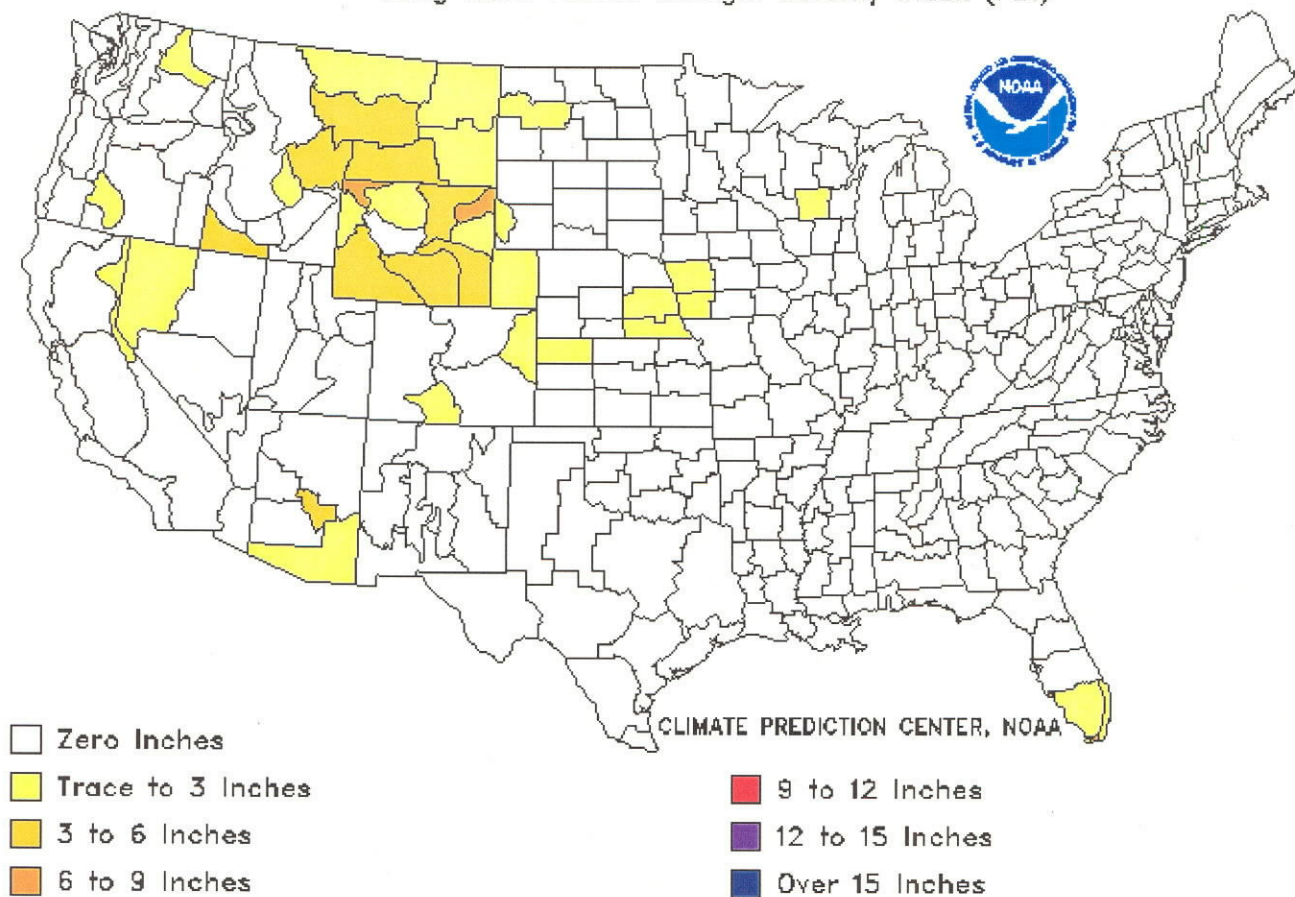 NOAA
CLIMATE PREDICTION CENTER, NOAA
Zero Inches
Trace to 3 Inches
3 to 6 Inches
6 to 9 Inches
9 to 12 Inches
12 to 15 Inches
Over 15 Inches